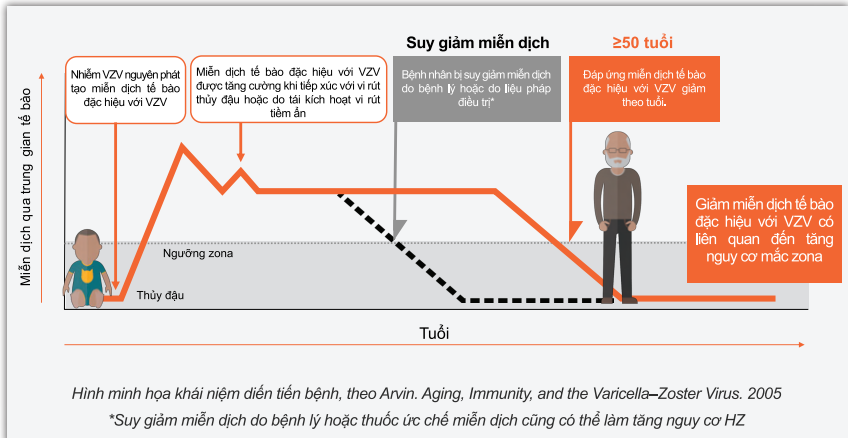 Suy giảm miễn dịch
≥50 tuổi
Nhiễm VZV nguyên phát
tạo miễn dịch tế bào
đặc hiệu với VZV
Miễn dịch tế bào đặc hiệu với VZV
được tăng cường khi tiếp xúc với vi rút
thủy đậu hoặc do tái kích hoạt vi rút
tiềm ẩn
Bệnh nhân bị suy giảm miễn dịch
do bệnh lý hoặc do liệu pháp
điều trị*
Đáp ứng miễn dịch tế bào
đặc hiệu với VZV giảm
theo tuổi.
Miễn dịch qua trung gian tế bào
Giảm miễn dịch tế bào
đặc hiệu với VZV có
liên quan đến tăng
nguy cơ mắc zona
Ngưỡng zona
Thủy đậu
Tuổi
Hình minh họa khái niệm diến tiến bệnh, theo Arvin. Aging, Immunity, and the Varicella–Zoster Virus. 2005
*Suy giảm miễn dịch do bệnh lý hoặc thuốc ức chế miễn dịch cũng có thể làm tăng nguy cơ HZ